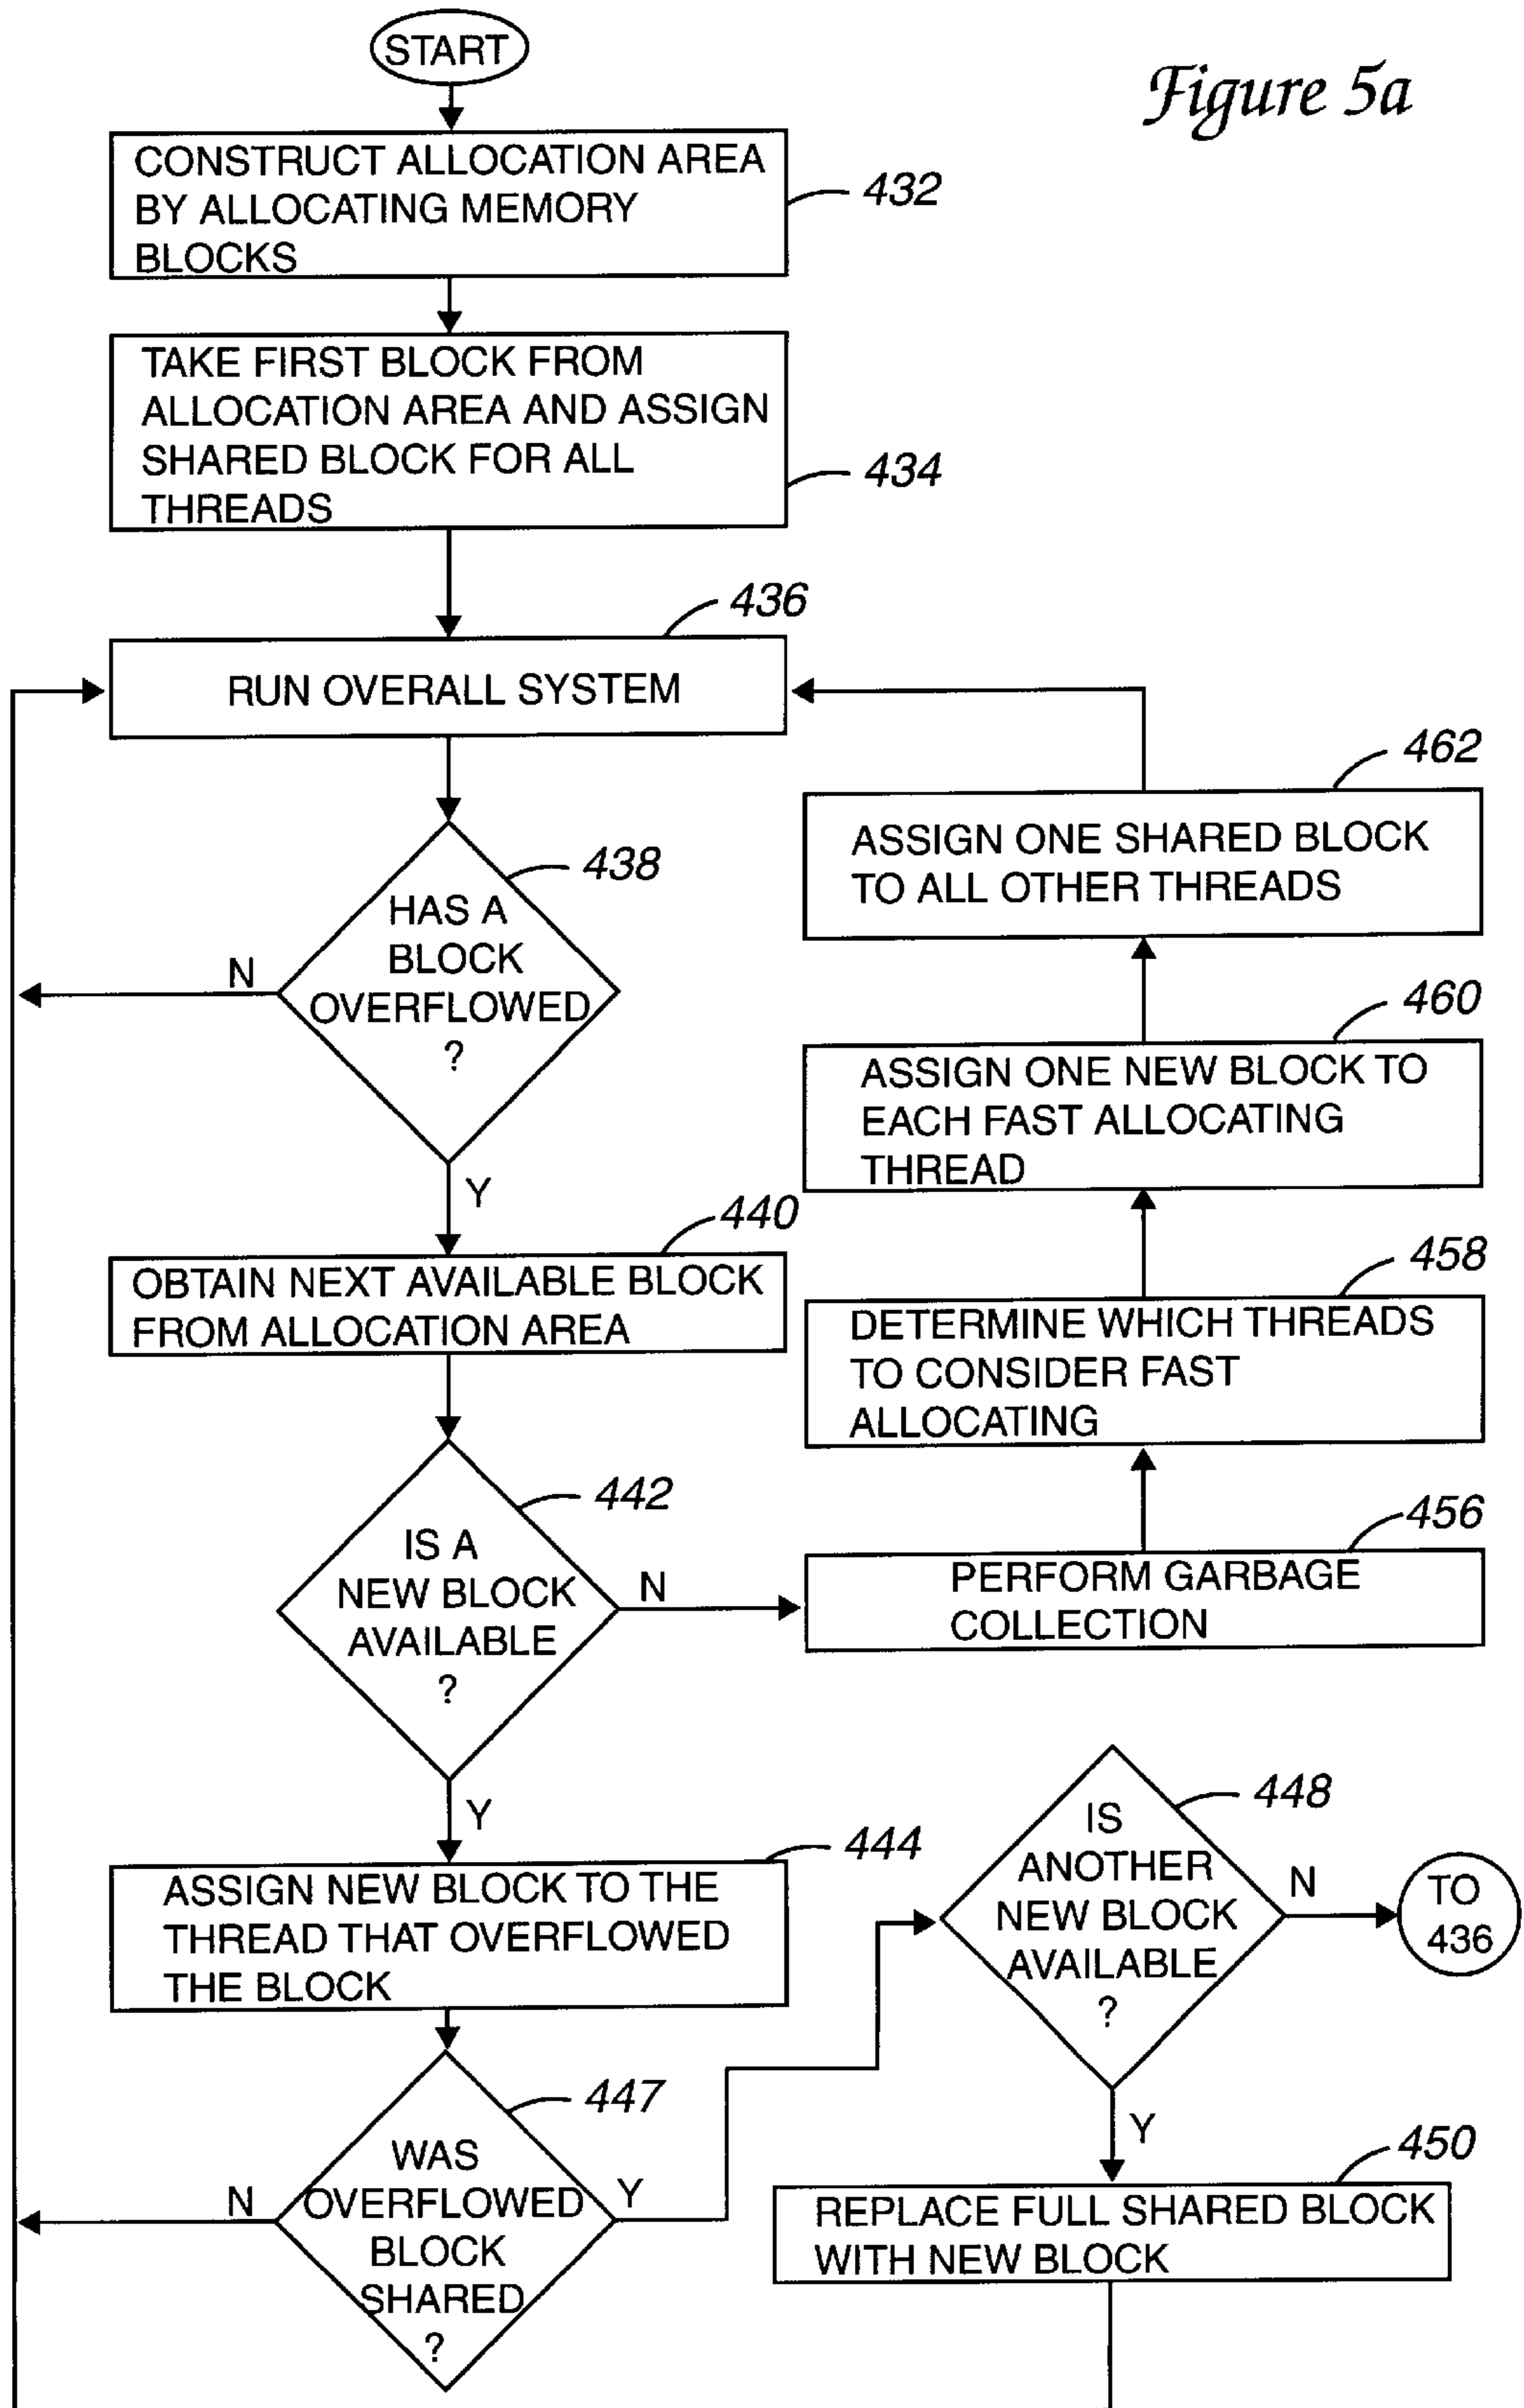 START
Figure 5a
CONSTRUCT ALLOCATION AREA
BY ALLOCATING MEMORY
BLOCKS
432
TAKE FIRST BLOCK FROM
ALLOCATION AREA AND ASSIGN
SHARED BLOCK FOR ALL
THREADS
434
436
RUN OVERALL SYSTEM
462
ASSIGN ONE SHARED BLOCK
TO ALL OTHER THREADS
438
HAS A
BLOCK
OVERFLOWED
?
N
Y
460
ASSIGN ONE NEW BLOCK TO
EACH FAST ALLOCATING
THREAD
440
OBTAIN NEXT AVAILABLE BLOCK
FROM ALLOCATION AREA
458
DETERMINE WHICH THREADS
TO CONSIDER FAST
ALLOCATING
442
IS A
NEW BLOCK
AVAILABLE
?
N
Y
456
PERFORM GARBAGE
COLLECTION
444
ASSIGN NEW BLOCK TO THE
THREAD THAT OVERFLOWED
THE BLOCK
448
IS
ANOTHER
NEW BLOCK
AVAILABLE
?
N
TO
436
Y
447
WAS
OVERFLOWED
BLOCK
SHARED
?
N
Y
450
REPLACE FULL SHARED BLOCK
WITH NEW BLOCK